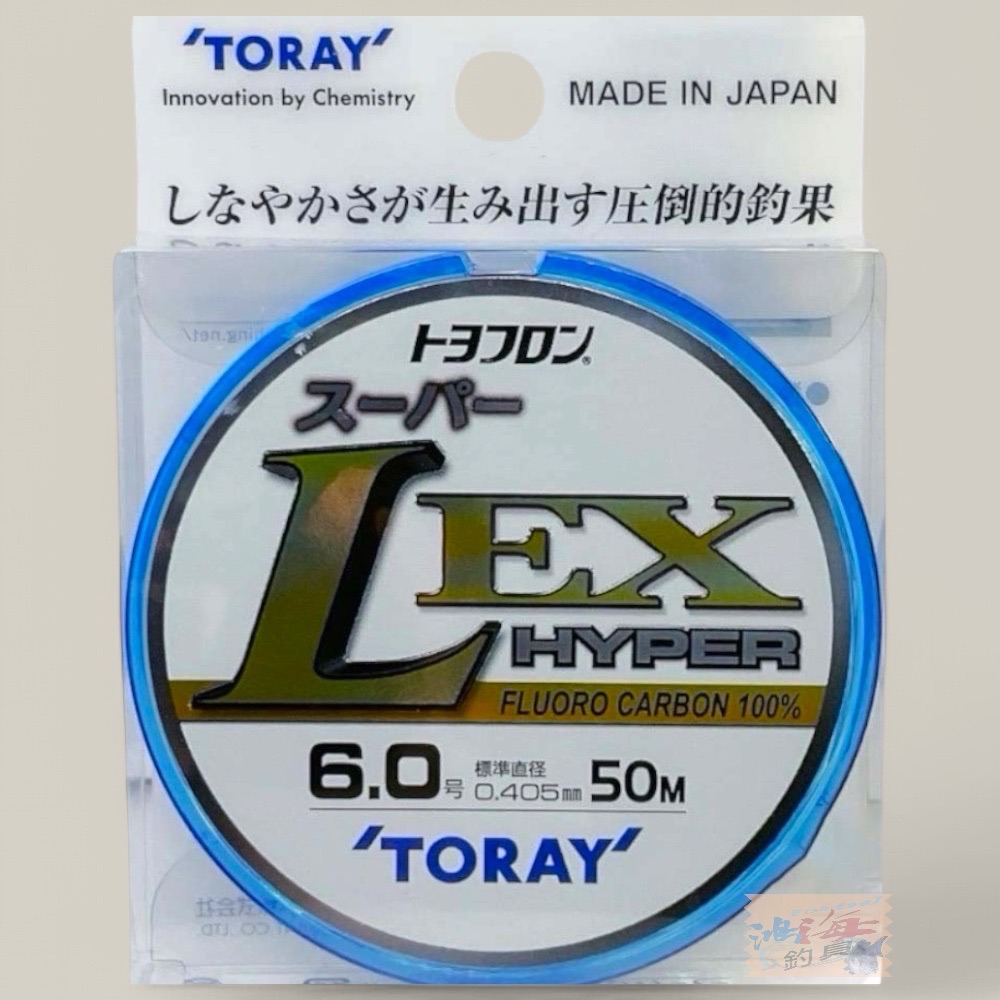 'TORAY'
Innovation by Chemistry
MADE IN JAPAN
しなやかさが生み出す圧倒的釣果
トヨフロン®
スーパー
L EX
HYPER
FLUORO CARBON 100%
6.0号 標準直径 0.405mm 50M
'TORAY'